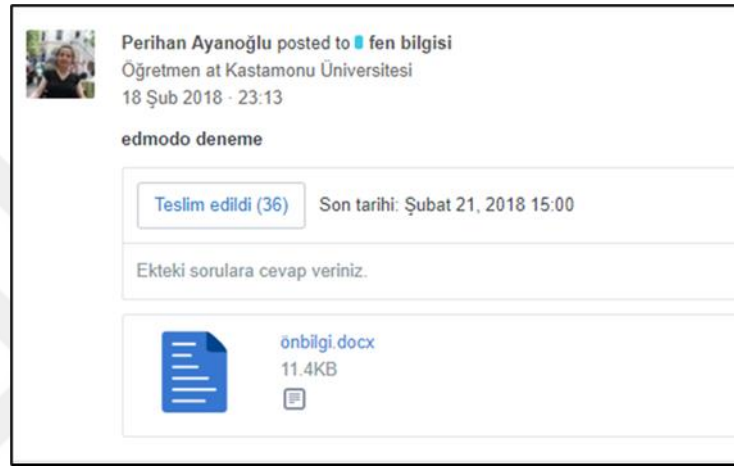 Perihan Ayanoğlu posted to fen bilgisi
Öğretmen at Kastamonu Üniversitesi
18 Şub 2018 · 23:13
edmodo deneme
Teslim edildi (36) Son tarihi: Şubat 21, 2018 15:00
Ekteki sorulara cevap veriniz.
önbilgi.docx
11.4KB